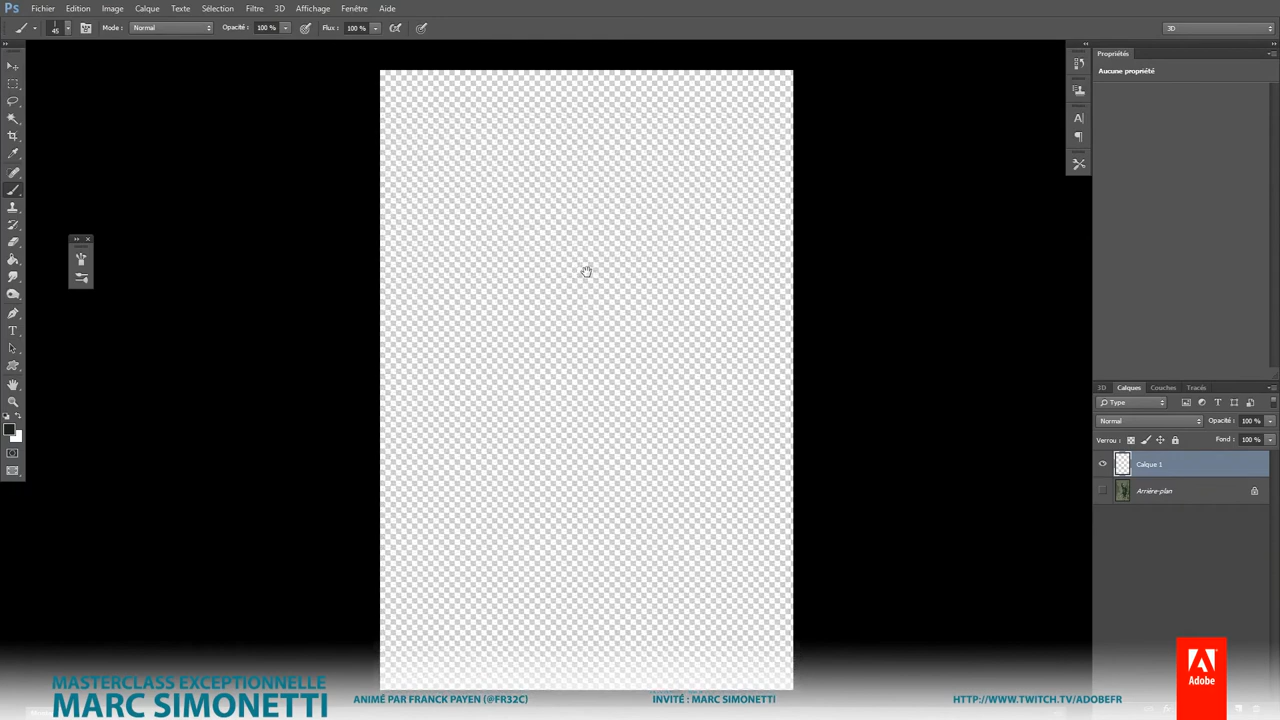 Ps Fichier Edition Image Calque Texte Sélection Filtre 3D Affichage Fenêtre Aide
45 Mode : Normal Opacité : 100 % Flux : 100 % 3D
Propriétés
Aucune propriété
3D Calques Couches Tracés
Type T
Normal Opacité : 100 %
Verrou : Fond : 100 %
Calque 1
Arrière-plan
MASTERCLASS EXCEPTIONNELLE
MARC SIMONETTI
ANIMÉ PAR FRANCK PAYEN (@FR32C)
INVITÉ : MARC SIMONETTI
HTTP://WWW.TWITCH.TV/ADOBEFR
Adobe